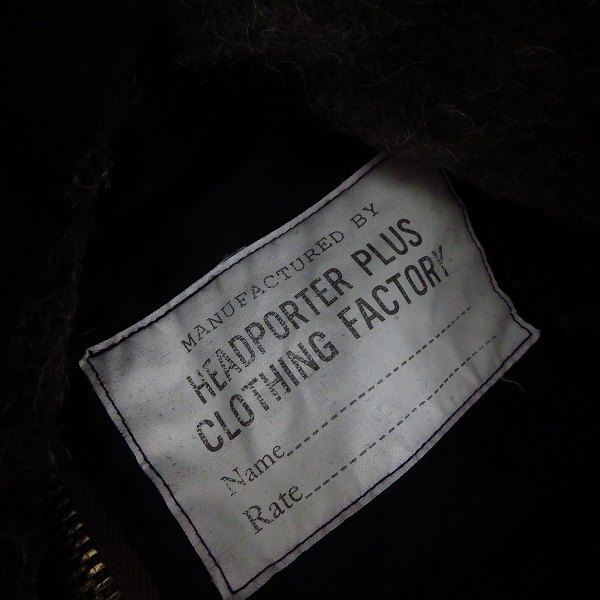 MANUFACTURED BY
HEADPORTER PLUS
CLOTHING FACTORY
Name
Rate